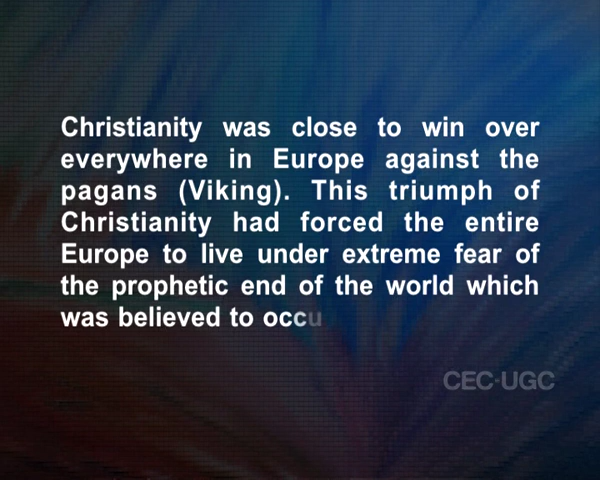 Christianity was close to win over
everywhere in Europe against the
pagans (Viking). This triumph of
Christianity had forced the entire
Europe to live under extreme fear of
the prophetic end of the world which
was believed to occu
CEC-UGC